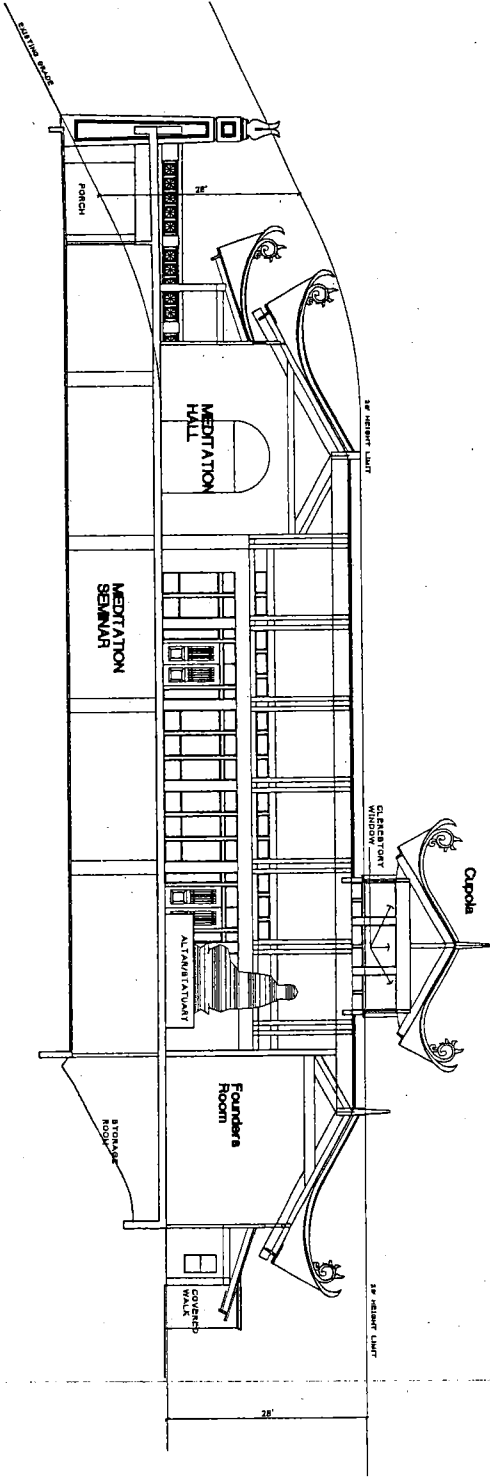 Cupola
28' HEIGHT LIMIT
CLERESTORY
WINDOW
28' HEIGHT LIMIT
28'
MEDITATION
HALL
Founders
Room
28'
ALTAR/STATUARY
COVERED
WALK
EXISTING GRADE
PORCH
MEDITATION
SEMINAR
STORAGE
ROOM